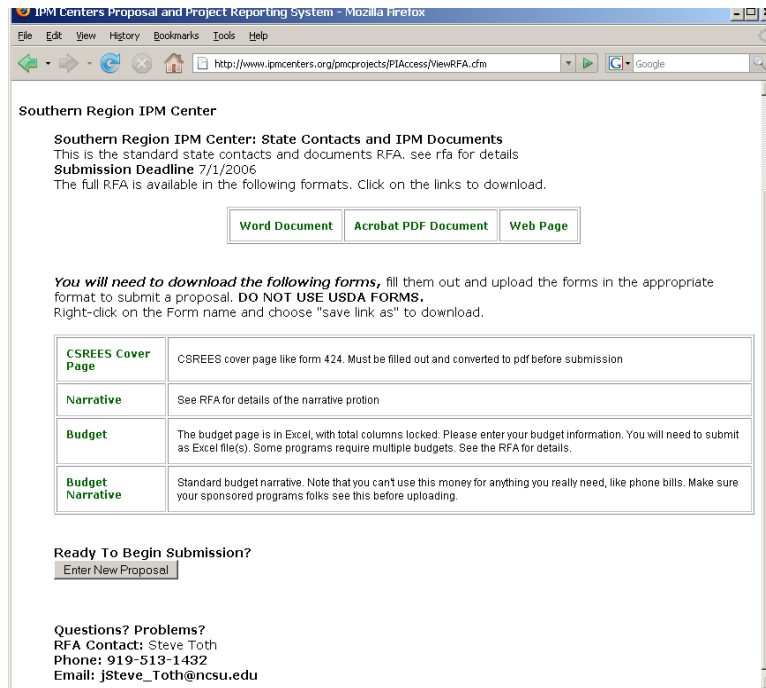 IPM Centers Proposal and Project Reporting System - Mozilla Firefox
File Edit View History Bookmarks Tools Help
http://www.ipmcenters.org/pmcprojects/PIAccess/ViewRFA.cfm
G Google
Southern Region IPM Center
Southern Region IPM Center: State Contacts and IPM Documents
This is the standard state contacts and documents RFA. see rfa for details
Submission Deadline 7/1/2006
The full RFA is available in the following formats. Click on the links to download.
Word Document Acrobat PDF Document Web Page
You will need to download the following forms, fill them out and upload the forms in the appropriate
format to submit a proposal. DO NOT USE USDA FORMS.
Right-click on the Form name and choose "save link as" to download.
CSREES Cover
Page
CSREES cover page like form 424. Must be filled out and converted to pdf before submission
Narrative
See RFA for details of the narrative protion
Budget
The budget page is in Excel, with total columns locked. Please enter your budget information. You will need to submit
as Excel file(s). Some programs require multiple budgets. See the RFA for details.
Budget
Narrative
Standard budget narrative. Note that you can't use this money for anything you really need, like phone bills. Make sure
your sponsored programs folks see this before uploading.
Ready To Begin Submission?
Enter New Proposal
Questions? Problems?
RFA Contact: Steve Toth
Phone: 919-513-1432
Email: jSteve_Toth@ncsu.edu